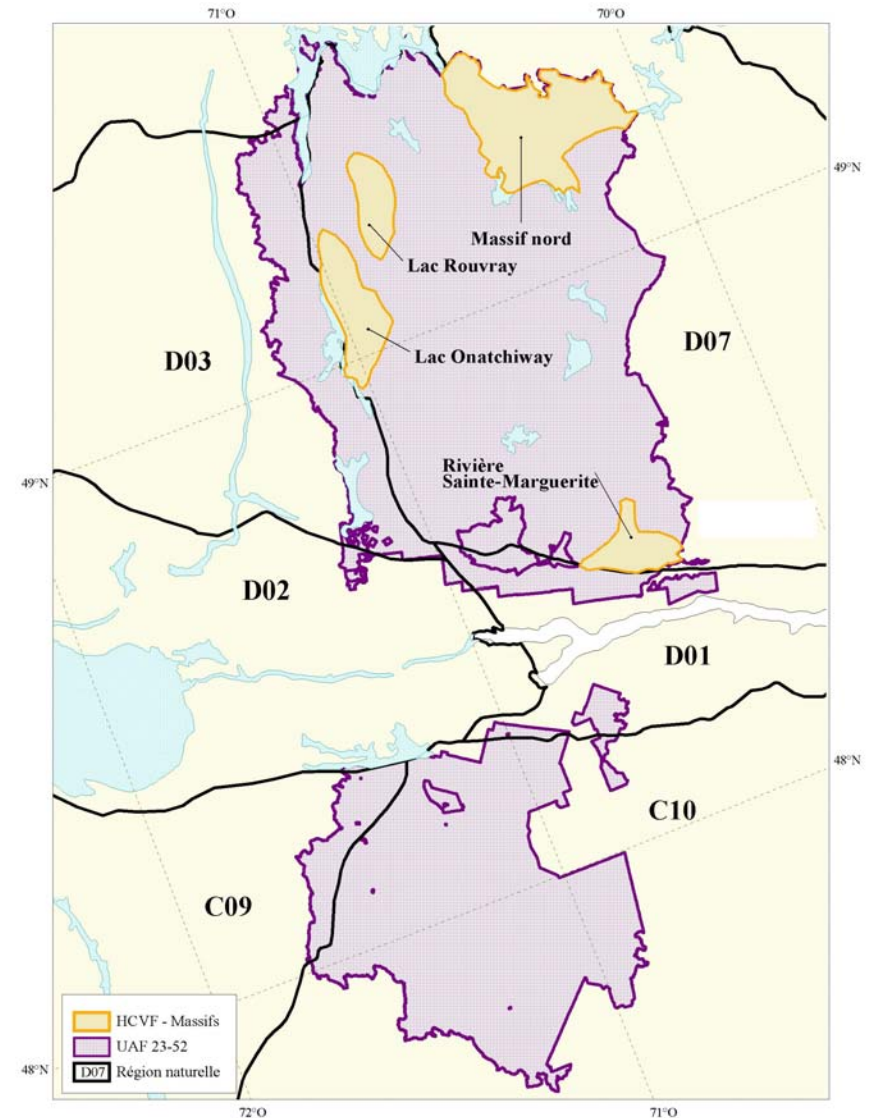 71°O
70°O
49°N
Massif nord
Lac Rouvray
D07
Lac Onatchiway
D03
Rivière
Sainte-Marguerite
49°N
D02
D01
48°N
C10
C09
HCVF - Massifs
UAF 23-52
D07 Région naturelle
48°N
72°O
71°O